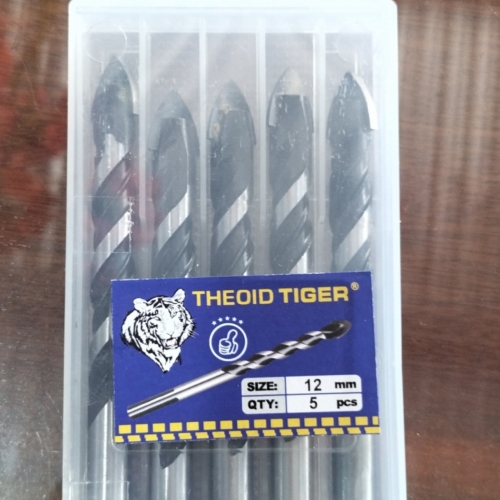 THEOID TIGER®
SIZE: 12 mm
QTY: 5 pcs